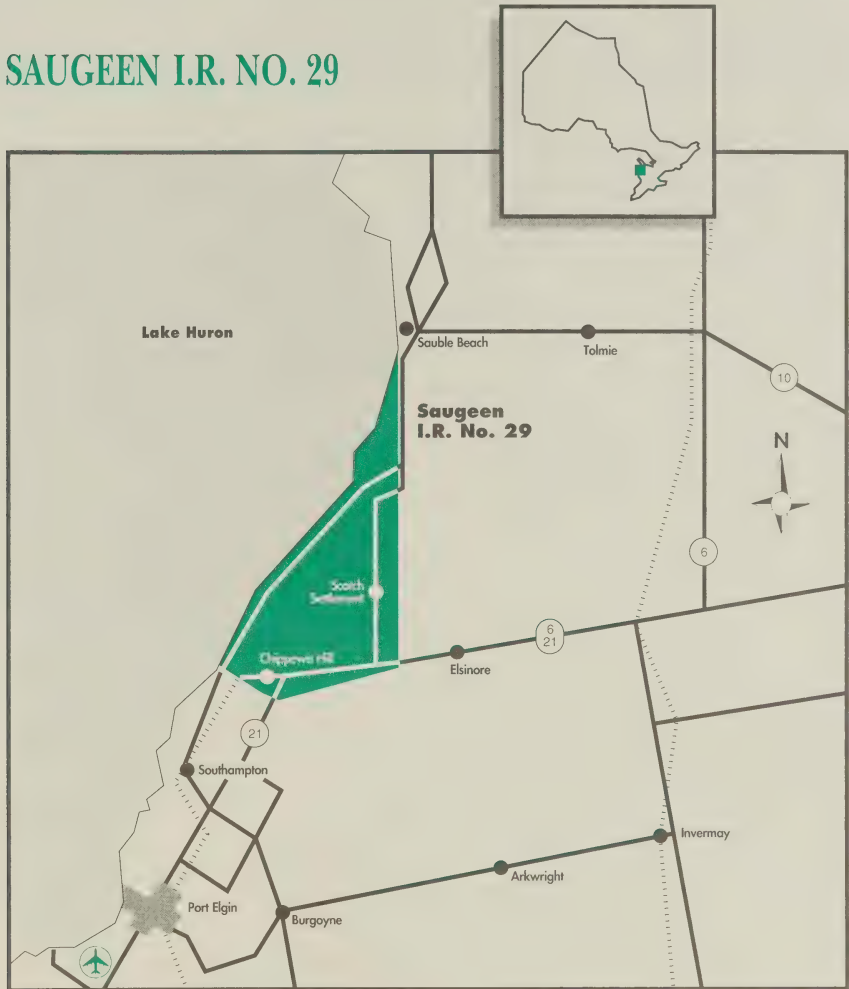 SAUGEEN I.R. NO. 29
Lake Huron
Sauble Beach
Tolmie
10
Saugeen
I.R. No. 29
N
6
Scotch
Settlement
6
21
Chippewa Hill
Elsinore
21
Southampton
Invermay
Arkwright
Port Elgin
Burgoyne